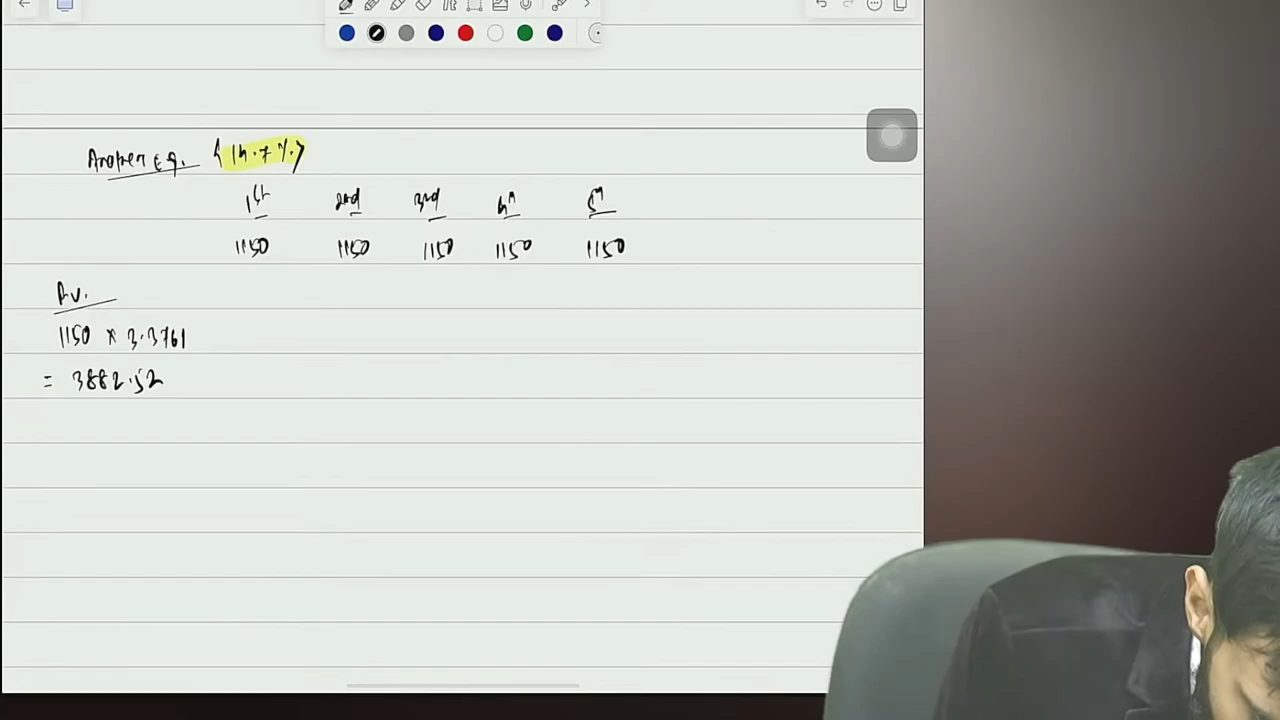 Another Eg. {14.7%.}
1st 2nd 3rd 4th 5th
1150 1150 1150 1150 1150
P.V.
1150 × 3.3761
= 3882.52